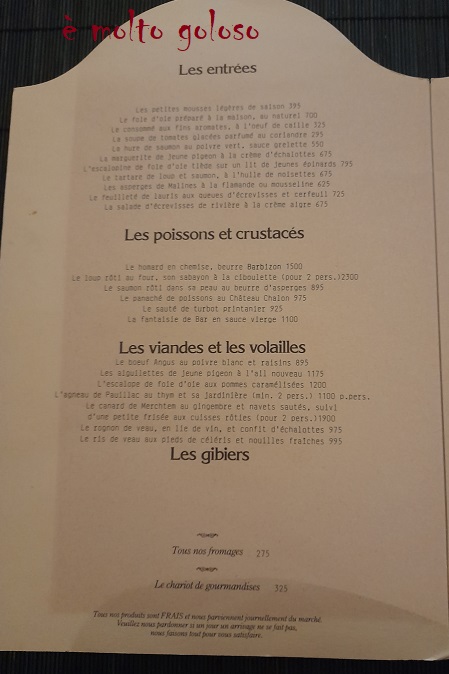 è molto goloso
Les entrées
Les petites mousses légères de saison 395
Le foie d'oie préparé à la maison, au naturel 700
Le consommé aux fins aromates, à l'oeuf de caille 325
La soupe de tomates glacées parfumé au coriandre 295
La hure de saumon au poivre vert, sauce grelette 550
La marguerite de jeune pigeon à la crème d'échalottes 675
L'escalopine de foie d'oie tiède sur un lit de jeunes épinards 795
Le tartare de loup et saumon, à l'huile de noisettes 675
Les asperges de Malines à la flamande ou mousseline 625
Le feuilleté de lauris aux queues d'écrevisses et cerfeuil 725
La salade d'écrevisses de rivière à la crème aigre 675
Les poissons et crustacés
Le homard en chemise, beurre Barbizon 1500
Le loup rôti au four, son sabayon à la ciboulette (pour 2 pers.)2300
Le saumon rôti dans sa peau au beurre d'asperges 895
Le panaché de poissons au Château Chalon 975
Le sauté de turbot printanier 925
La Fantaisie de Bar en sauce vierge 1100
Les viandes et les volailles
Le boeuf Angus au poivre blanc et raisins 895
Les aiguilettes de jeune pigeon à l'ail nouveau 1175
L'escalope de foie d'oie aux pommes caramélisées 1200
L'agneau de Pauillac au thym et sa jardinière (min. 2 pers.) 1100 p.pers.
Le canard de Merchtem au gingembre et navets sautés, suivi
d'une petite frisée aux cuisses rôties (pour 2 pers.)1900
Le rognon de veau, en lie de vin, et confit d'échalottes 975
Le ris de veau aux pieds de céléris et nouilles fraîches 995
Les gibiers
Tous nos fromages 275
Le chariot de gourmandises 325
Tous nos produits sont FRAIS et nous parviennent journellement du marché.
Veuillez nous pardonner si un jour un arrivage ne se fait pas,
nous faisons tout pour vous satisfaire.